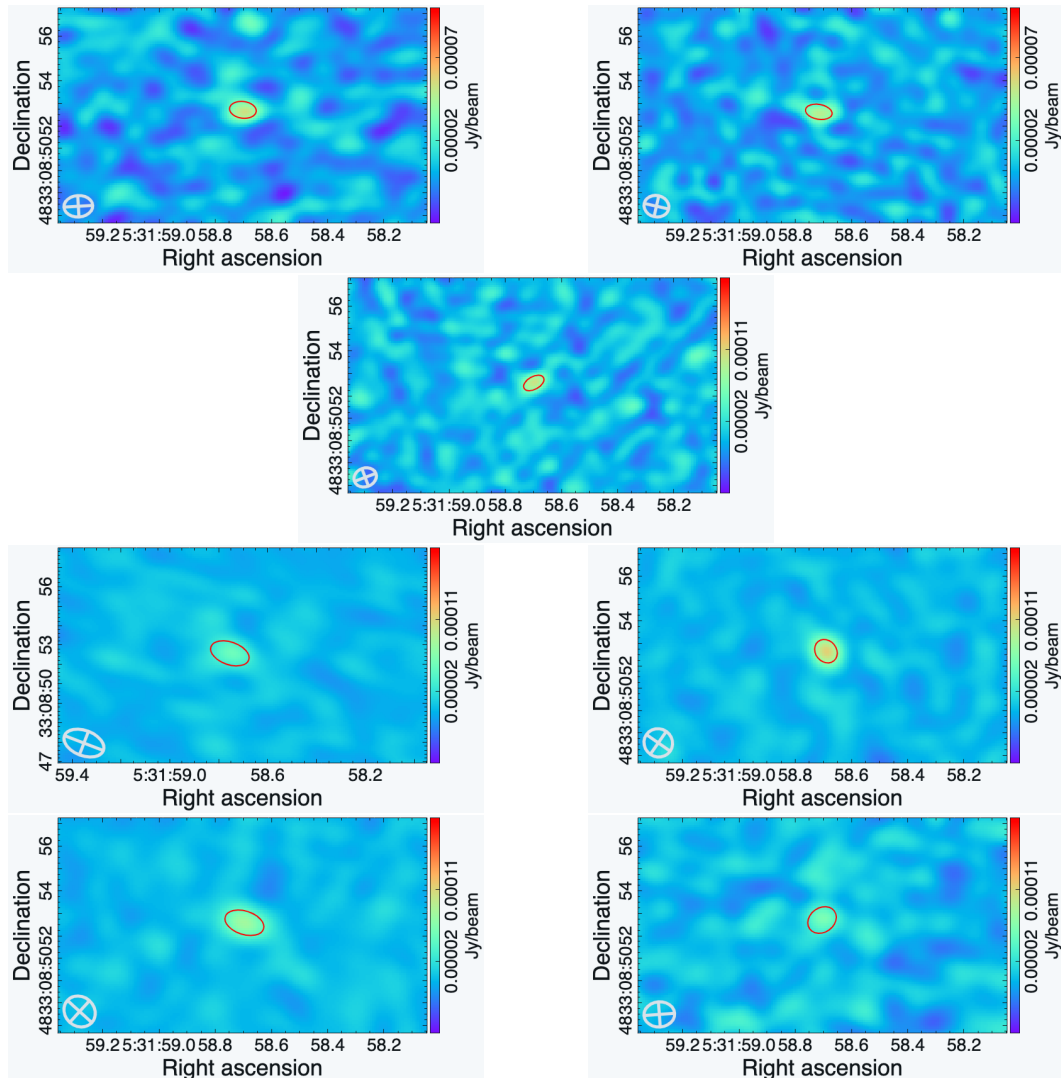 56
54
4833:08:5052
Declination
59.2 5:31:59.0 58.8 58.6 58.4 58.2
Right ascension
0.00002 0.00007
Jy/beam
56
54
4833:08:5052
Declination
59.2 5:31:59.0 58.8 58.6 58.4 58.2
Right ascension
0.00002 0.00007
Jy/beam
56
54
4833:08:5052
Declination
59.2 5:31:59.0 58.8 58.6 58.4 58.2
Right ascension
0.00002 0.00011
Jy/beam
56
53
47 33:08:50
Declination
59.4 5:31:59.0 58.6 58.2
Right ascension
0.00002 0.00011
Jy/beam
56
54
4833:08:5052
Declination
59.2 5:31:59.0 58.8 58.6 58.4 58.2
Right ascension
0.00002 0.00011
Jy/beam
56
54
4833:08:5052
Declination
59.2 5:31:59.0 58.8 58.6 58.4 58.2
Right ascension
0.00002 0.00011
Jy/beam
56
54
4833:08:5052
Declination
59.2 5:31:59.0 58.8 58.6 58.4 58.2
Right ascension
0.00002 0.00011
Jy/beam